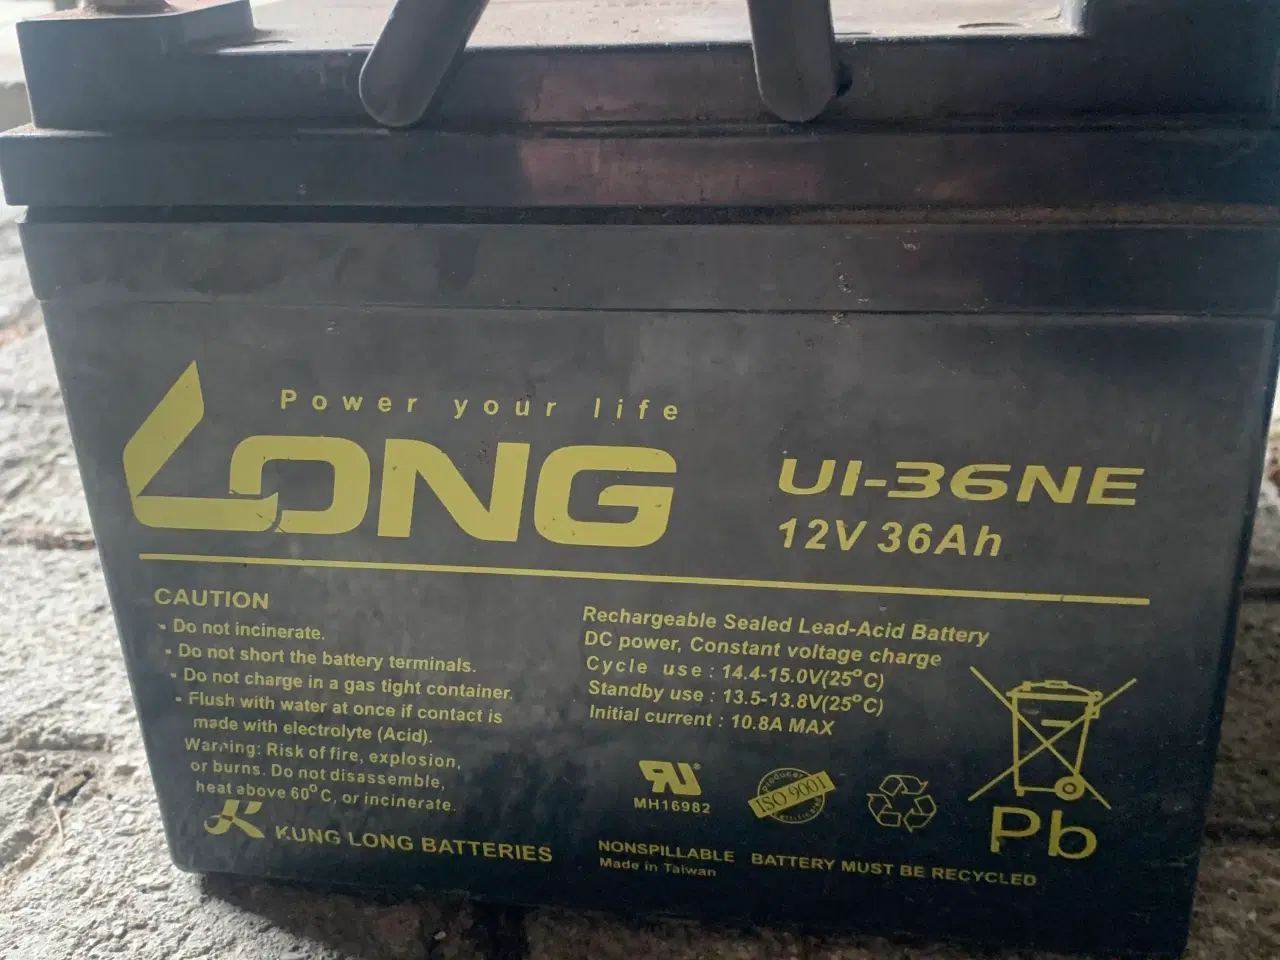 Power your life
LONG
UI-36NE
12V 36Ah
CAUTION
- Do not incinerate.
- Do not short the battery terminals.
- Do not charge in a gas tight container.
- Flush with water at once if contact is
made with electrolyte (Acid).
Warning: Risk of fire, explosion,
or burns. Do not disassemble,
heat above 60°C, or incinerate.
KUNG LONG BATTERIES
Rechargeable Sealed Lead-Acid Battery
DC power, Constant voltage charge
Cycle use : 14.4-15.0V(25°C)
Standby use : 13.5-13.8V(25°C)
Initial current : 10.8A MAX
MH16982
Producer
ISO 9001
Pb
NONSPILLABLE BATTERY MUST BE RECYCLED
Made in Taiwan